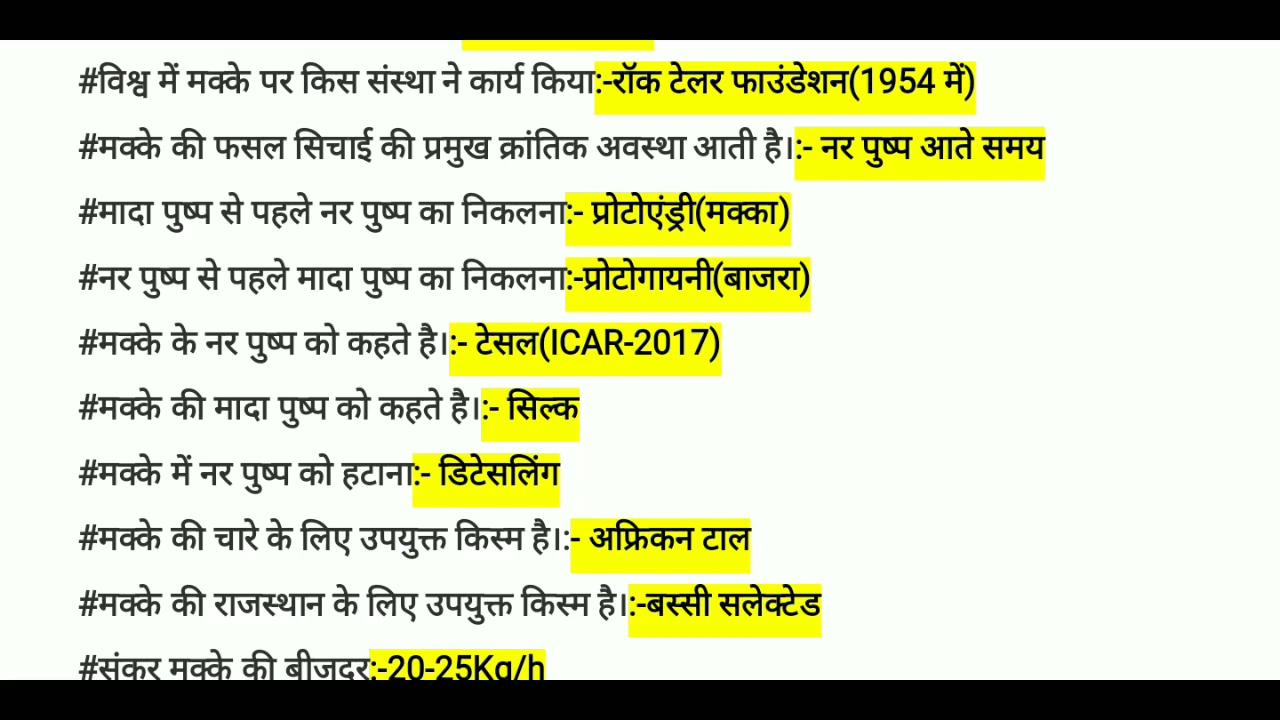 #विश्व में मक्के पर किस संस्था ने कार्य किया:-रॉक टेलर फाउंडेशन(1954 में)
#मक्के की फसल सिचाई की प्रमुख क्रांतिक अवस्था आती है।:- नर पुष्प आते समय
#मादा पुष्प से पहले नर पुष्प का निकलना:- प्रोटोएंड्री(मक्का)
#नर पुष्प से पहले मादा पुष्प का निकलना:-प्रोटोगायनी(बाजरा)
#मक्के के नर पुष्प को कहते है।:- टेसल(ICAR-2017)
#मक्के की मादा पुष्प को कहते है।:- सिल्क
#मक्के में नर पुष्प को हटाना:- डिटेसलिंग
#मक्के की चारे के लिए उपयुक्त किस्म है।:- अफ्रिकन टाल
#मक्के की राजस्थान के लिए उपयुक्त किस्म है।:-बस्सी सलेक्टेड
#संकर मक्के की बीजदर:-20-25Kg/h